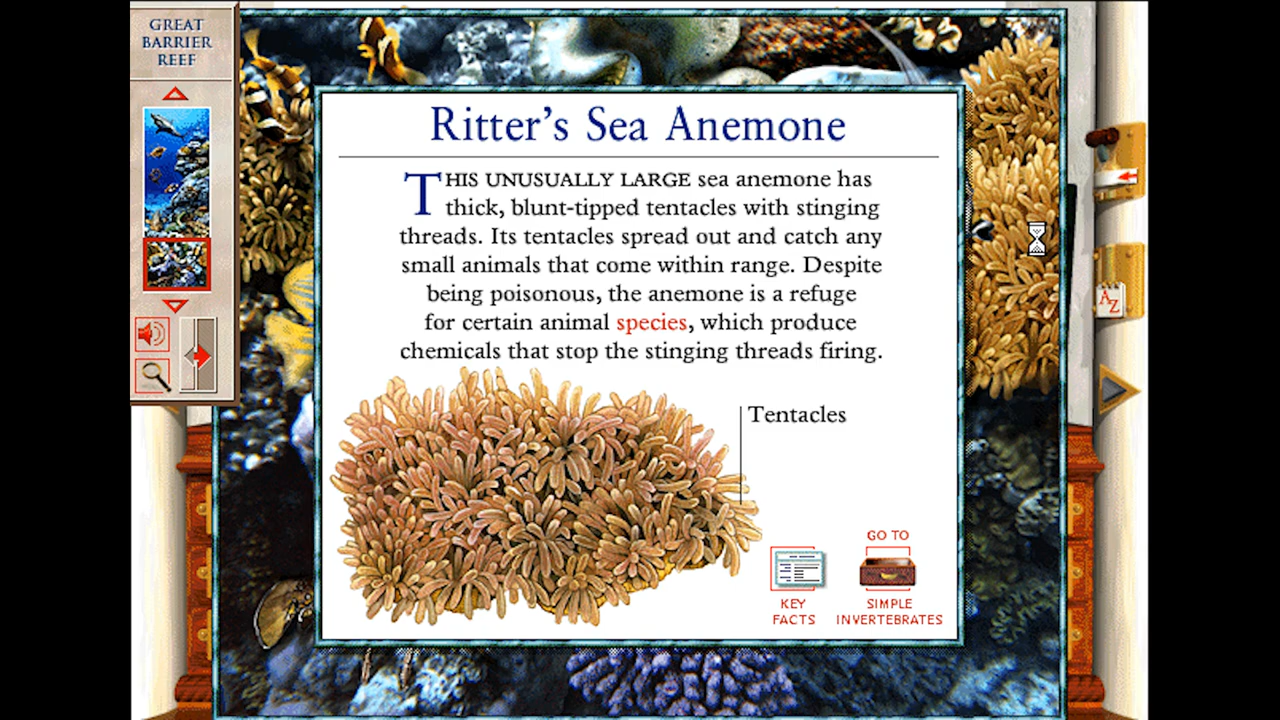 GREAT
BARRIER
REEF
Ritter's Sea Anemone
THIS UNUSUALLY LARGE sea anemone has
thick, blunt-tipped tentacles with stinging
threads. Its tentacles spread out and catch any
small animals that come within range. Despite
being poisonous, the anemone is a refuge
for certain animal species, which produce
chemicals that stop the stinging threads firing.
Tentacles
GO TO
KEY
FACTS
SIMPLE
INVERTEBRATES
AZ